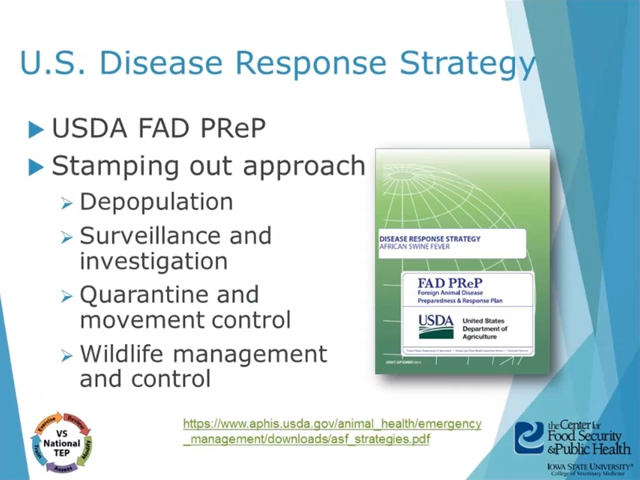 U.S. Disease Response Strategy
USDA FAD PReP
Stamping out approach
Depopulation
Surveillance and
investigation
Quarantine and
movement control
Wildlife management
and control
DISEASE RESPONSE STRATEGY
AFRICAN SWINE FEVER
FAD PReP
Foreign Animal Disease
Preparedness & Response Plan
USDA
United States
Department of
Agriculture
https://www.aphis.usda.gov/animal_health/emergency
_management/downloads/asf_strategies.pdf
VS
National
TEP
the Center for
Food Security
&Public Health
IOWA STATE UNIVERSITY®
College of Veterinary Medicine